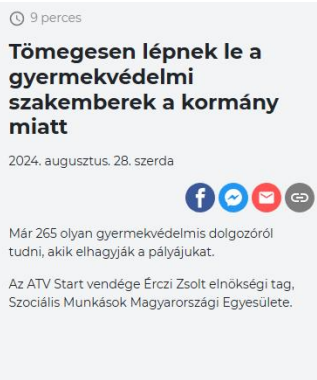 9 perces
Tömegesen lépnek le a
gyermekvédelmi
szakemberek a kormány
miatt
2024. augusztus. 28. szerda
Már 265 olyan gyermekvédelmis dolgozóról
tudni, akik elhagyják a pályájukat.
Az ATV Start vendége Érczi Zsolt elnökségi tag,
Szociális Munkások Magyarországi Egyesülete.